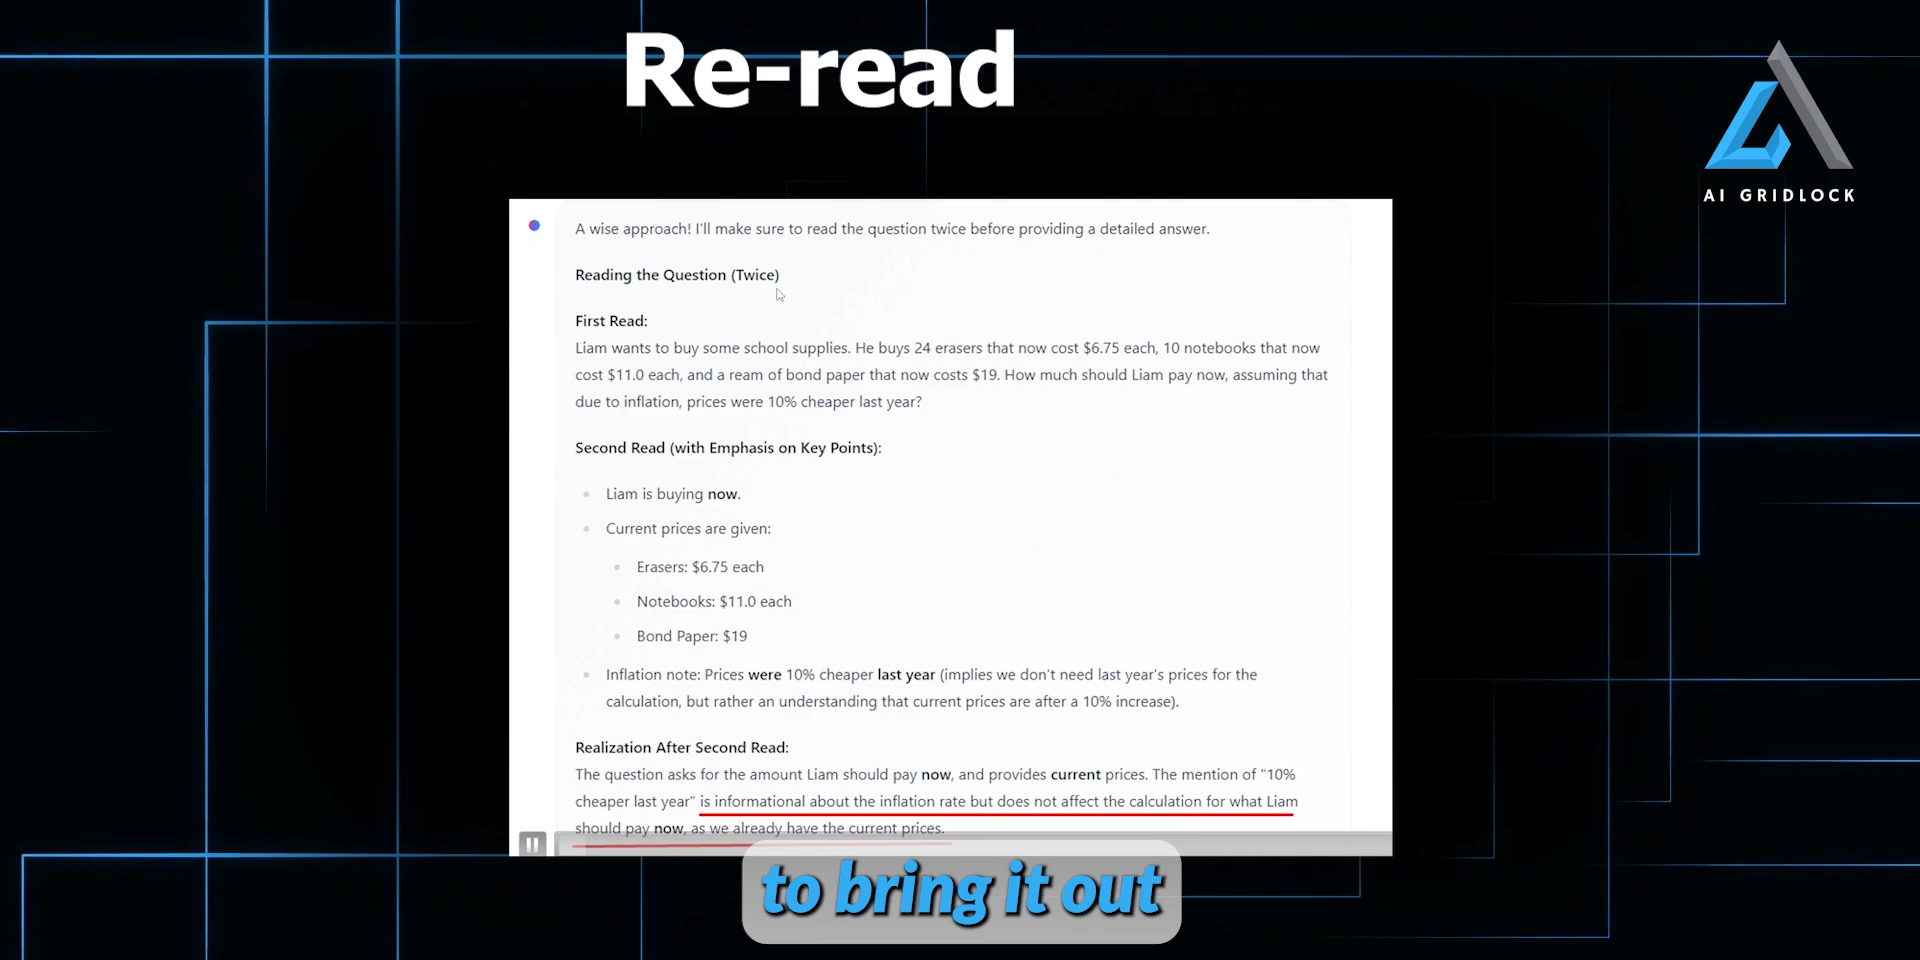 Re-read
AI GRIDLOCK
A wise approach! I'll make sure to read the question twice before providing a detailed answer.
Reading the Question (Twice)
First Read:
Liam wants to buy some school supplies. He buys 24 erasers that now cost $6.75 each, 10 notebooks that now
cost $11.0 each, and a ream of bond paper that now costs $19. How much should Liam pay now, assuming that
due to inflation, prices were 10% cheaper last year?
Second Read (with Emphasis on Key Points):
Liam is buying now.
Current prices are given:
Erasers: $6.75 each
Notebooks: $11.0 each
Bond Paper: $19
Inflation note: Prices were 10% cheaper last year (implies we don't need last year's prices for the
calculation, but rather an understanding that current prices are after a 10% increase).
Realization After Second Read:
The question asks for the amount Liam should pay now, and provides current prices. The mention of "10%
cheaper last year" is informational about the inflation rate but does not affect the calculation for what Liam
should pay now, as we already have the current prices.
to bring it out